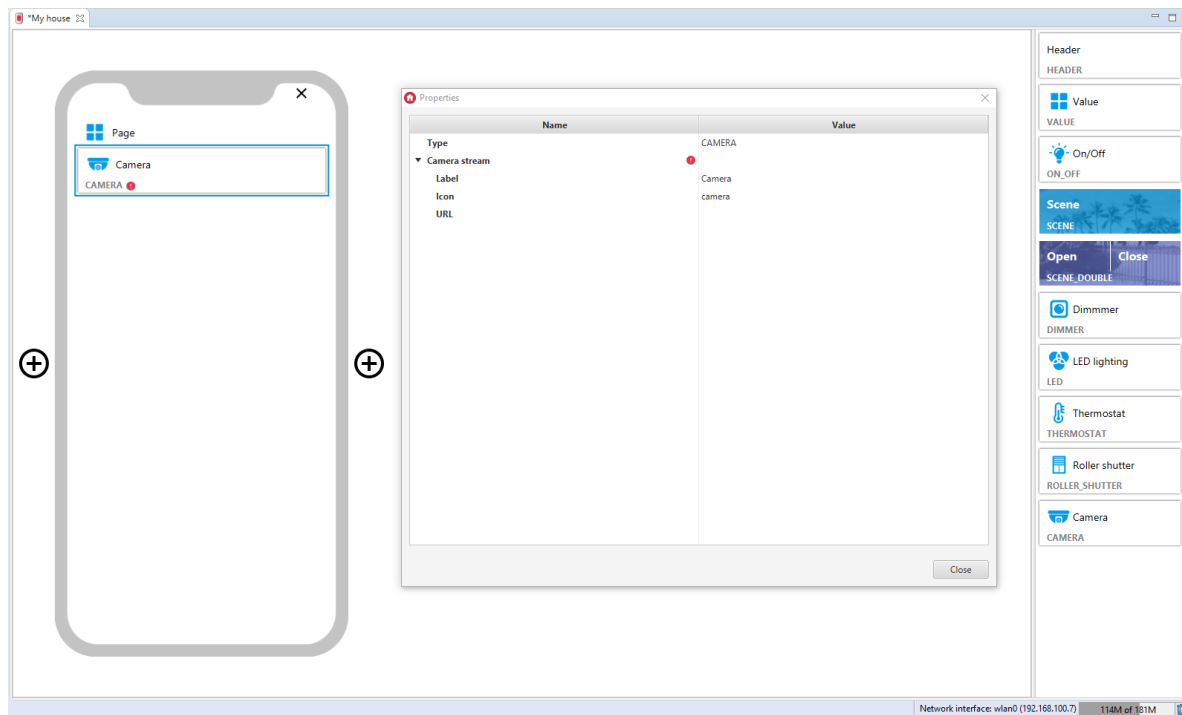 *My house
Page
Camera
CAMERA
Properties
Name Value
Type CAMERA
Camera stream
Label Camera
Icon camera
URL
Close
Header
HEADER
Value
VALUE
On/Off
ON_OFF
Scene
SCENE
Open Close
SCENE_DOUBLE
Dimmmer
DIMMER
LED lighting
LED
Thermostat
THERMOSTAT
Roller shutter
ROLLER_SHUTTER
Camera
CAMERA
Network interface: wlan0 (192.168.100.7) 114M of 181M